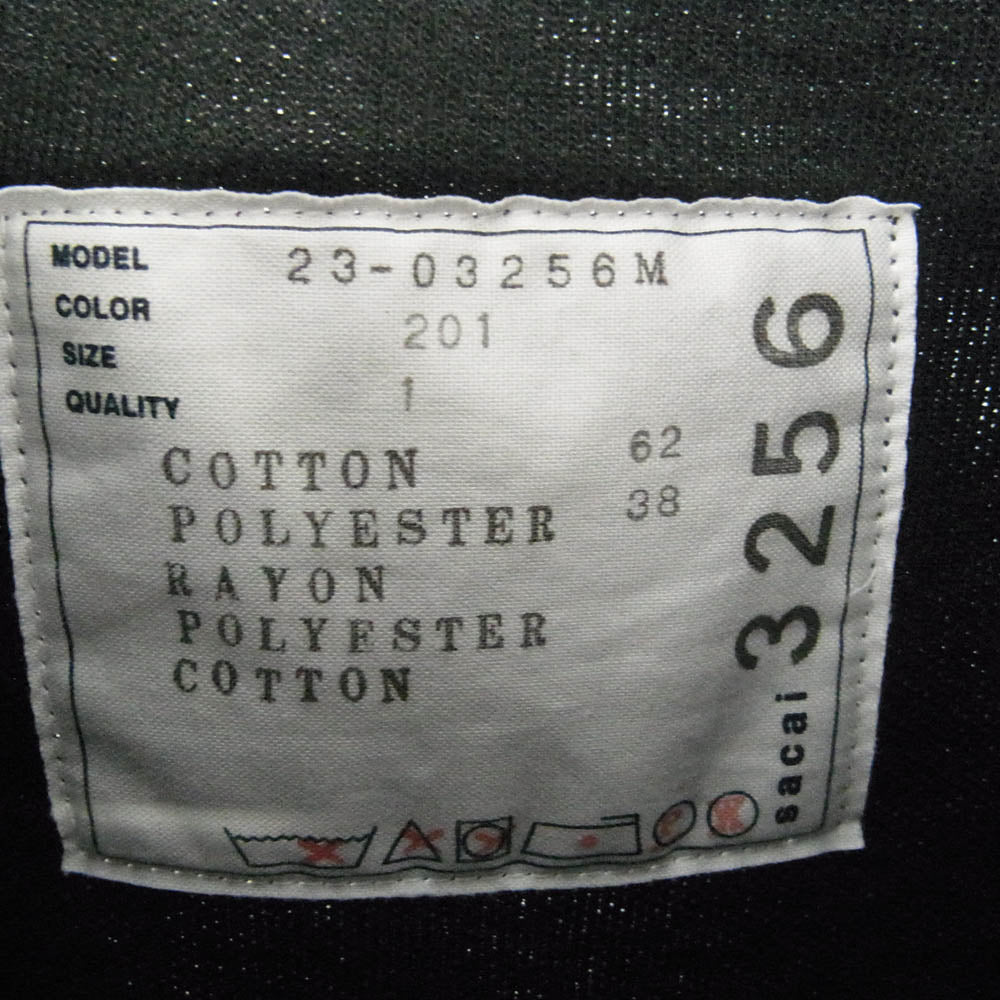 MODEL 23-03256M
COLOR 201
SIZE 1
QUALITY
COTTON 62
POLYESTER 38
RAYON
POLYESTER
COTTON
sacai 3256